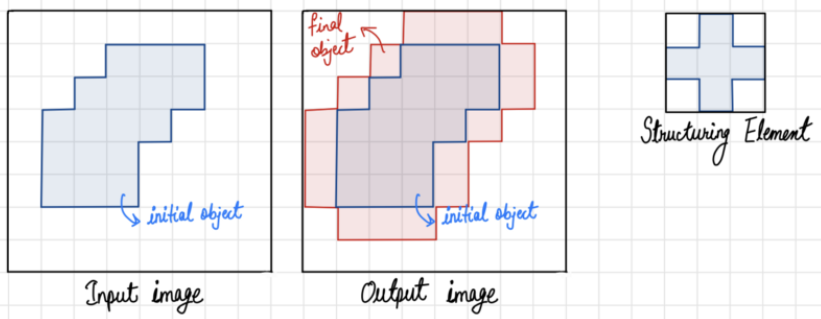 final
object
initial object
initial object
Input image
Output image
Structuring Element